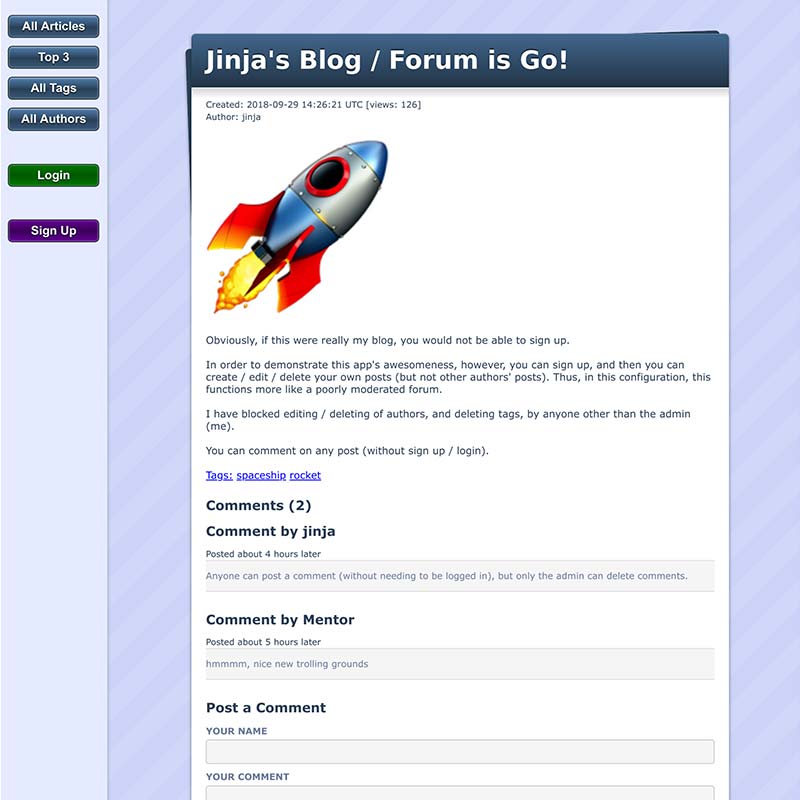 All Articles
Top 3
All Tags
All Authors
Login
Sign Up
Jinja's Blog / Forum is Go!
Created: 2018-09-29 14:26:21 UTC [views: 126]
Author: jinja
Obviously, if this were really my blog, you would not be able to sign up.
In order to demonstrate this app's awesomeness, however, you can sign up, and then you can
create / edit / delete your own posts (but not other authors' posts). Thus, in this configuration, this
functions more like a poorly moderated forum.
I have blocked editing / deleting of authors, and deleting tags, by anyone other than the admin
(me).
You can comment on any post (without sign up / login).
Tags: spaceship rocket
Comments (2)
Comment by jinja
Posted about 4 hours later
Anyone can post a comment (without needing to be logged in), but only the admin can delete comments.
Comment by Mentor
Posted about 5 hours later
hmmmm, nice new trolling grounds
Post a Comment
YOUR NAME
YOUR COMMENT